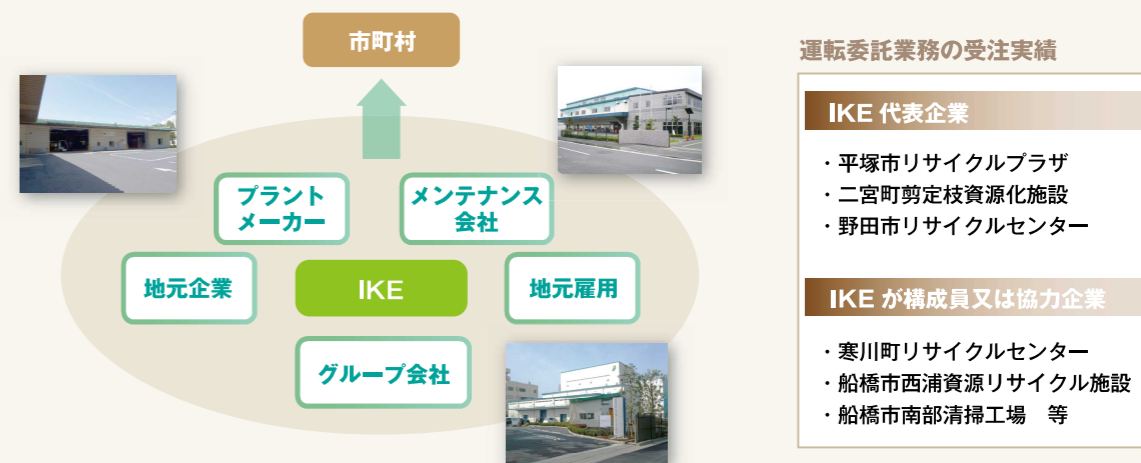 市町村
プラント
メーカー
メンテナンス
会社
地元企業
IKE
地元雇用
グループ会社
運転委託業務の受注実績
IKE 代表企業
・平塚市リサイクルプラザ
・二宮町剪定枝資源化施設
・野田市リサイクルセンター
IKE が構成員又は協力企業
・寒川町リサイクルセンター
・船橋市西浦資源リサイクル施設
・船橋市南部清掃工場　等